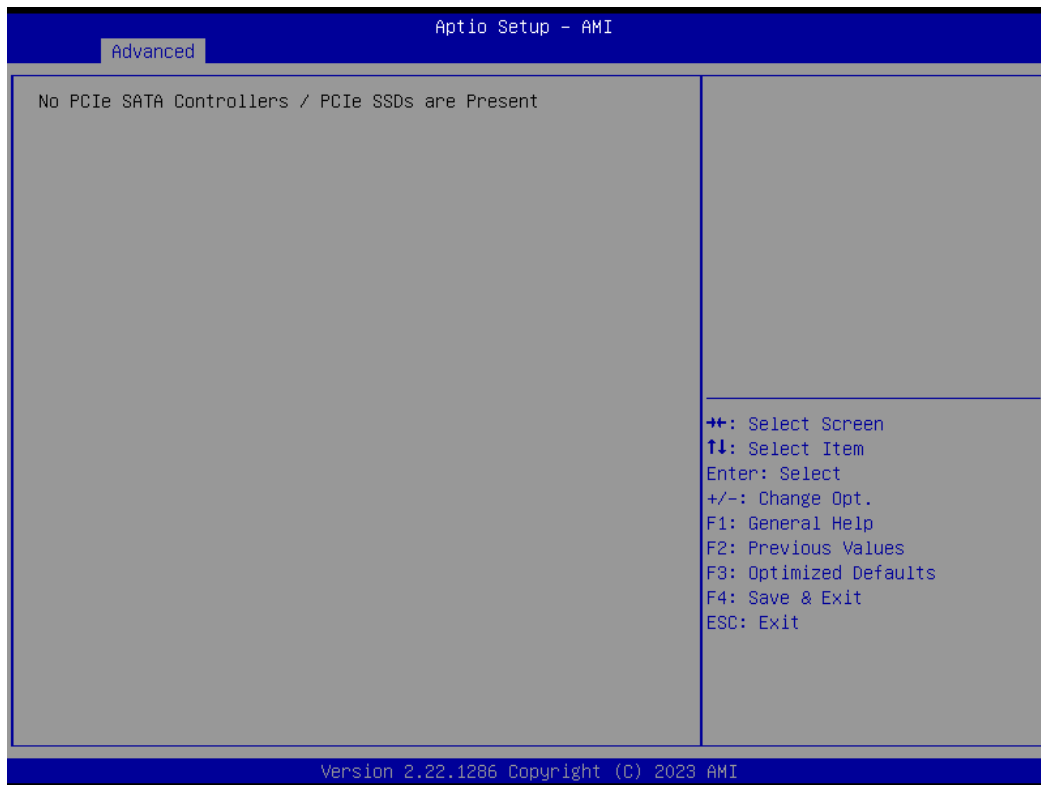 Aptio Setup – AMI
Advanced
No PCIe SATA Controllers / PCIe SSDs are Present
→←: Select Screen
↑↓: Select Item
Enter: Select
+/-: Change Opt.
F1: General Help
F2: Previous Values
F3: Optimized Defaults
F4: Save & Exit
ESC: Exit
Version 2.22.1286 Copyright (C) 2023 AMI